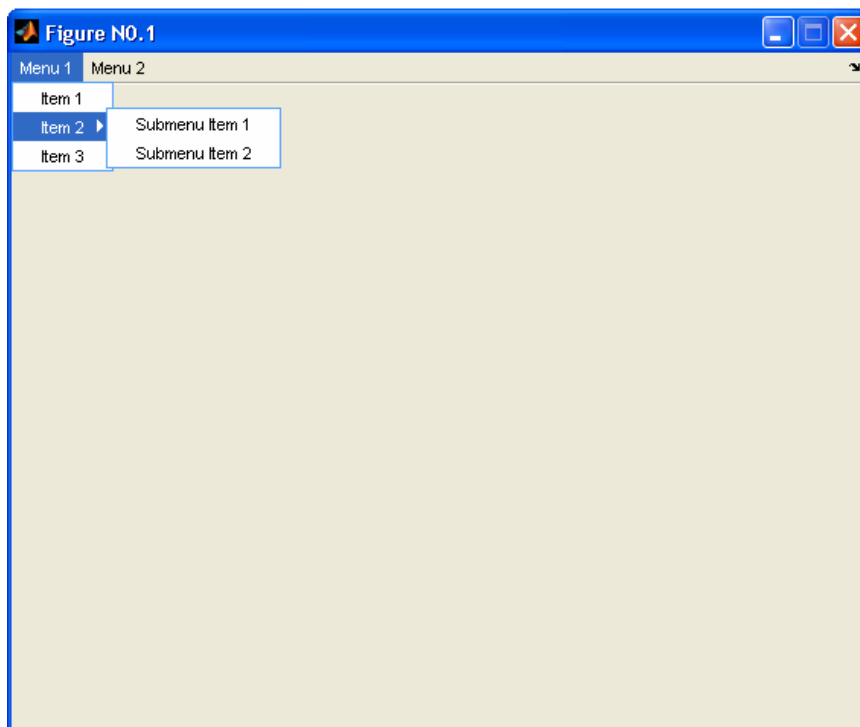 Figure N0.1
Menu 1 Menu 2
Item 1
Item 2
Item 3
Submenu Item 1
Submenu Item 2